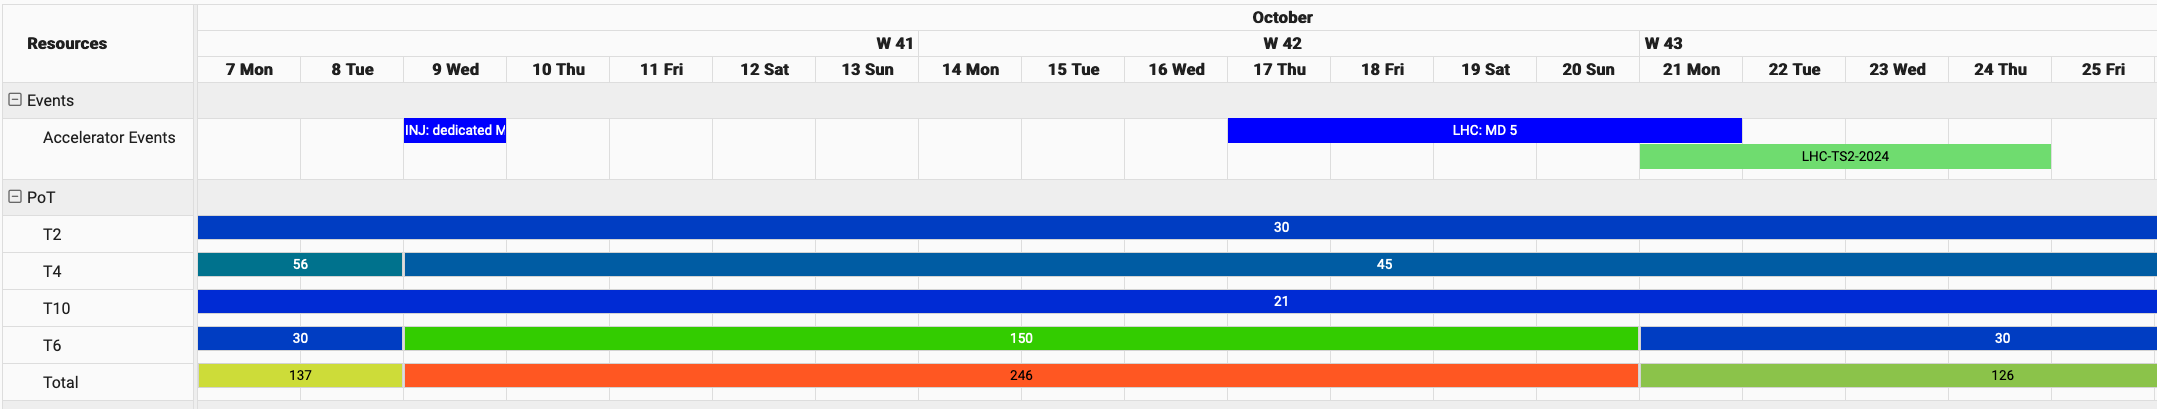 October
Resources
W 41 W 42 W 43
7 Mon 8 Tue 9 Wed 10 Thu 11 Fri 12 Sat 13 Sun 14 Mon 15 Tue 16 Wed 17 Thu 18 Fri 19 Sat 20 Sun 21 Mon 22 Tue 23 Wed 24 Thu 25 Fri
Events
Accelerator Events INJ: dedicated M LHC: MD 5
LHC-TS2-2024
PoT
T2 30
T4 56 45
T10 21
T6 30 150 30
Total 137 246 126